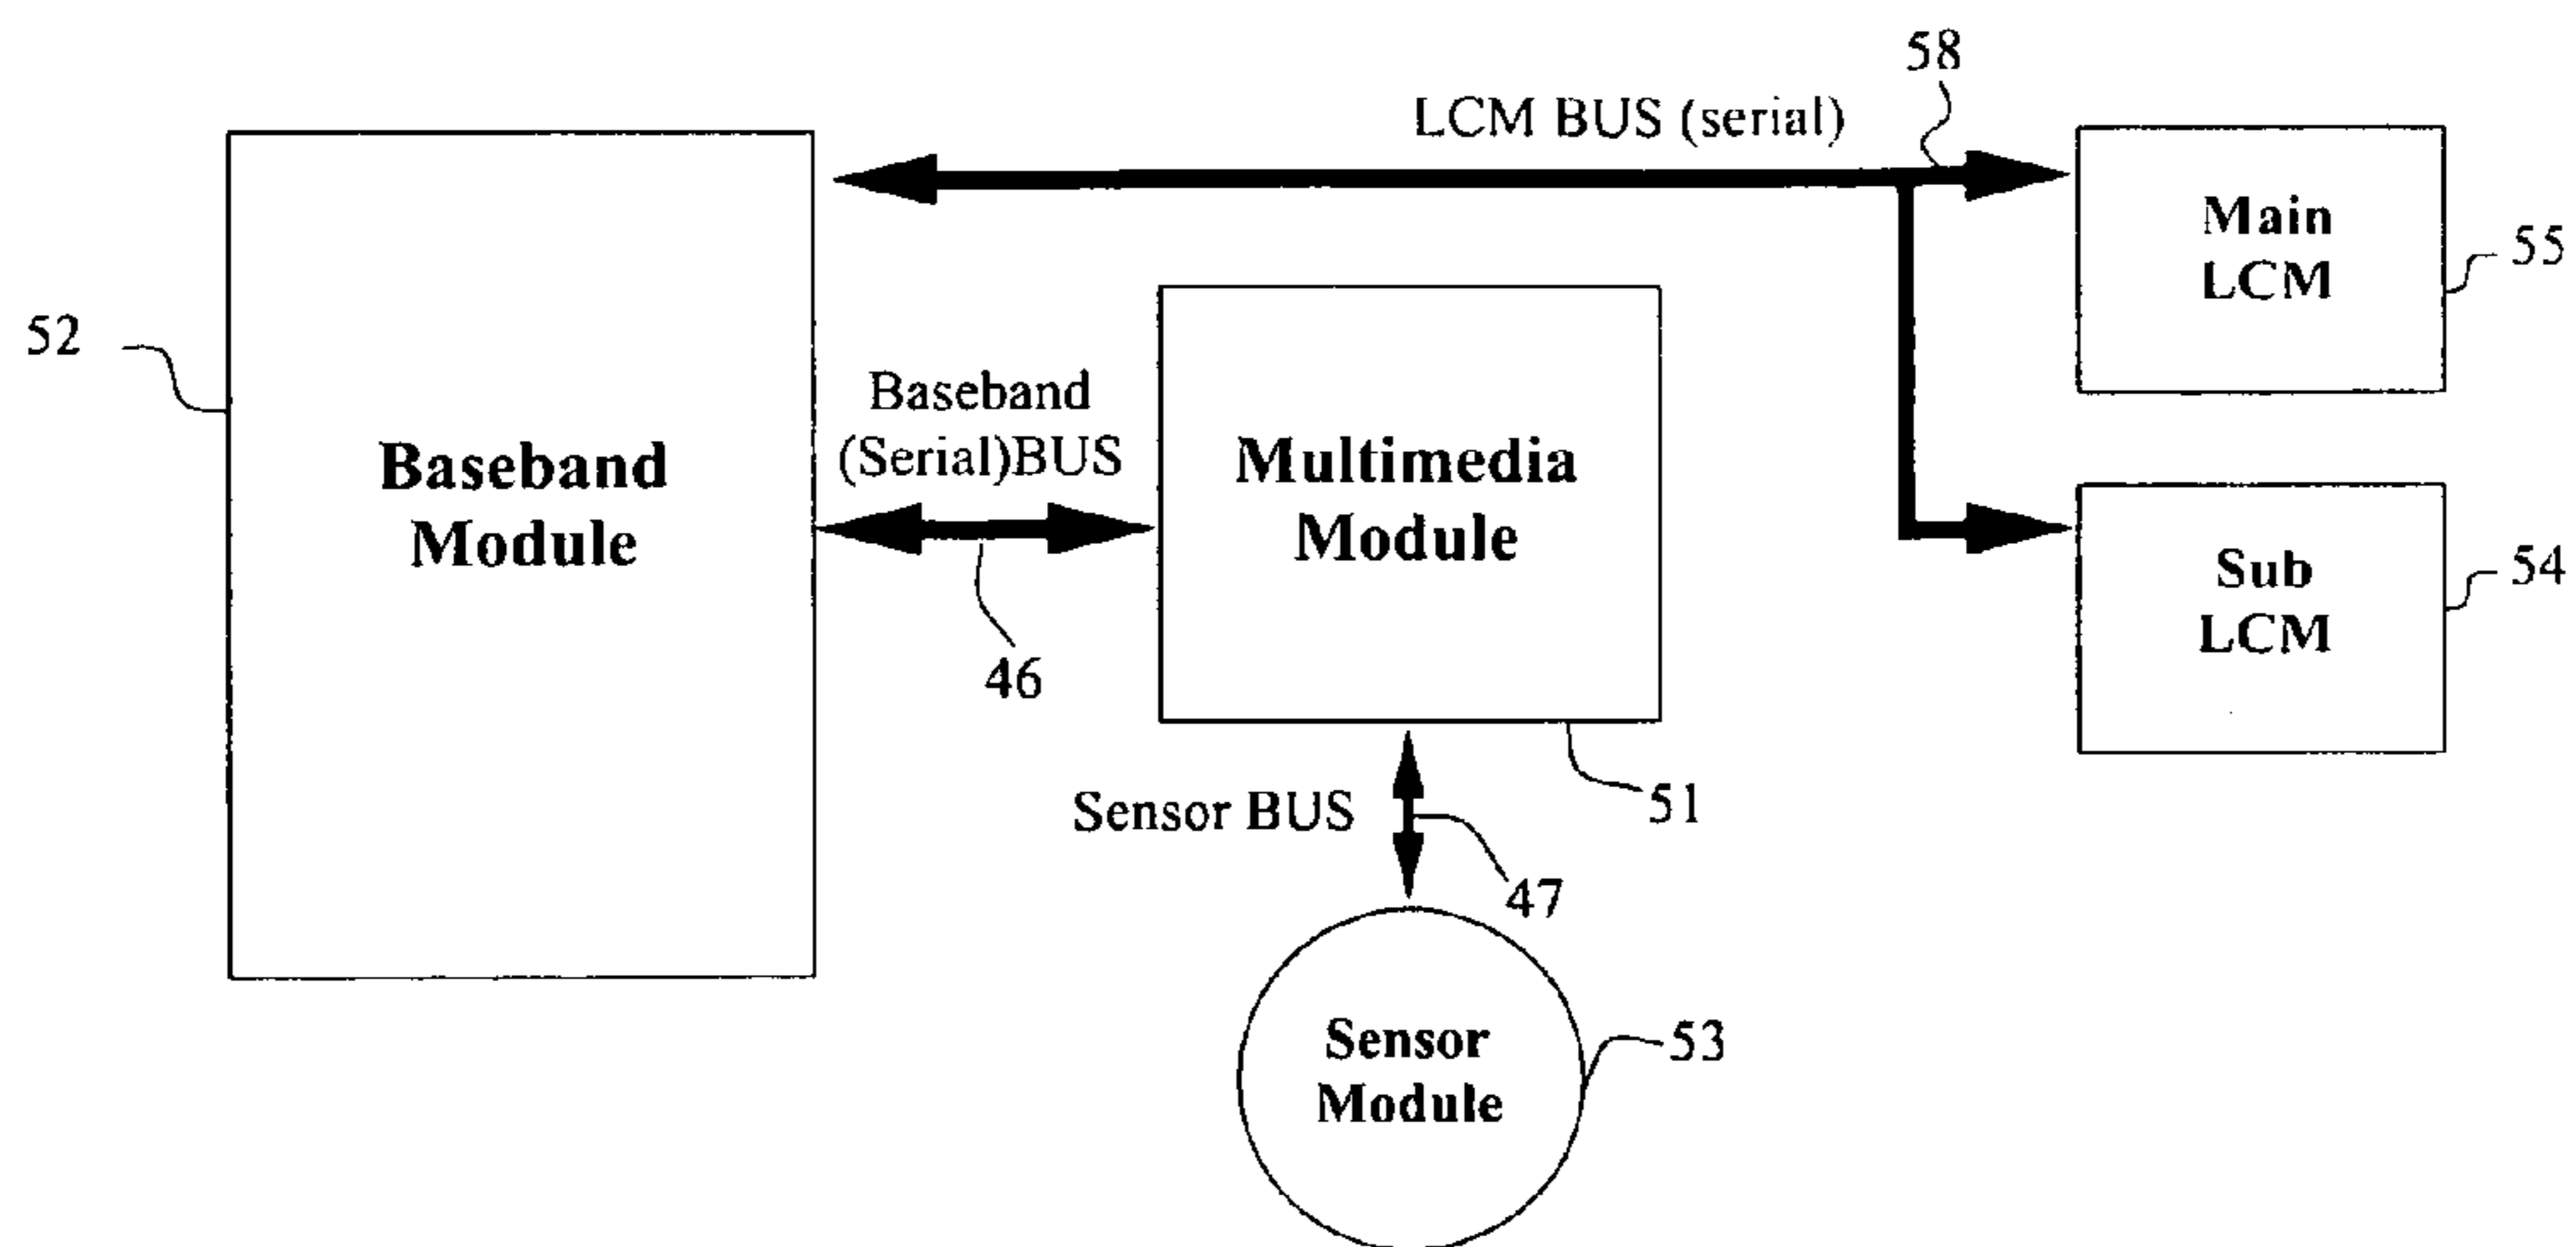 58
LCM BUS (serial)
Main
LCM
55
52
Baseband
(Serial)BUS
Baseband
Module
Multimedia
Module
Sub
LCM
54
46
Sensor BUS
51
47
Sensor
Module
53